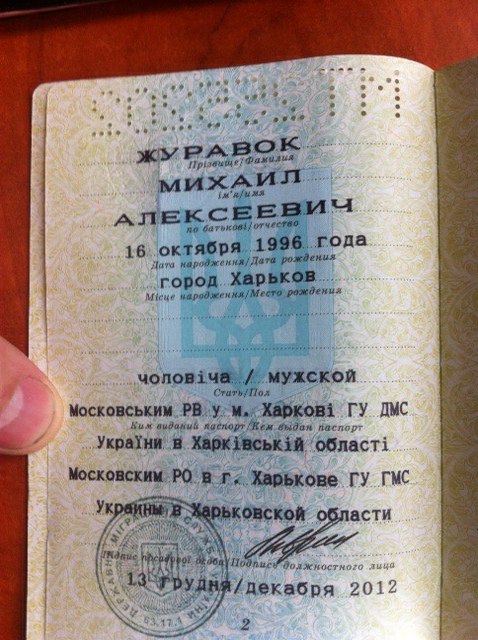 ЖУРАВОК
Прізвище/Фамилия
МИХАИЛ
ім'я/имя
АЛЕКСЕЕВИЧ
по батькові/отчество
16 октября 1996 года
Дата народження/Дата рождения
город Харьков
Місце народження/Место рождения
чоловіча / мужской
Стать/Пол
Московським РВ у м. Харкові ГУ ДМС
Ким виданий паспорт/Кем выдан паспорт
України в Харківській області
Московским РО в г. Харькове ГУ ГМС
Украины в Харьковской области
Підпис посадової особи/Подпись должностного лица
13 грудня/декабря 2012
2